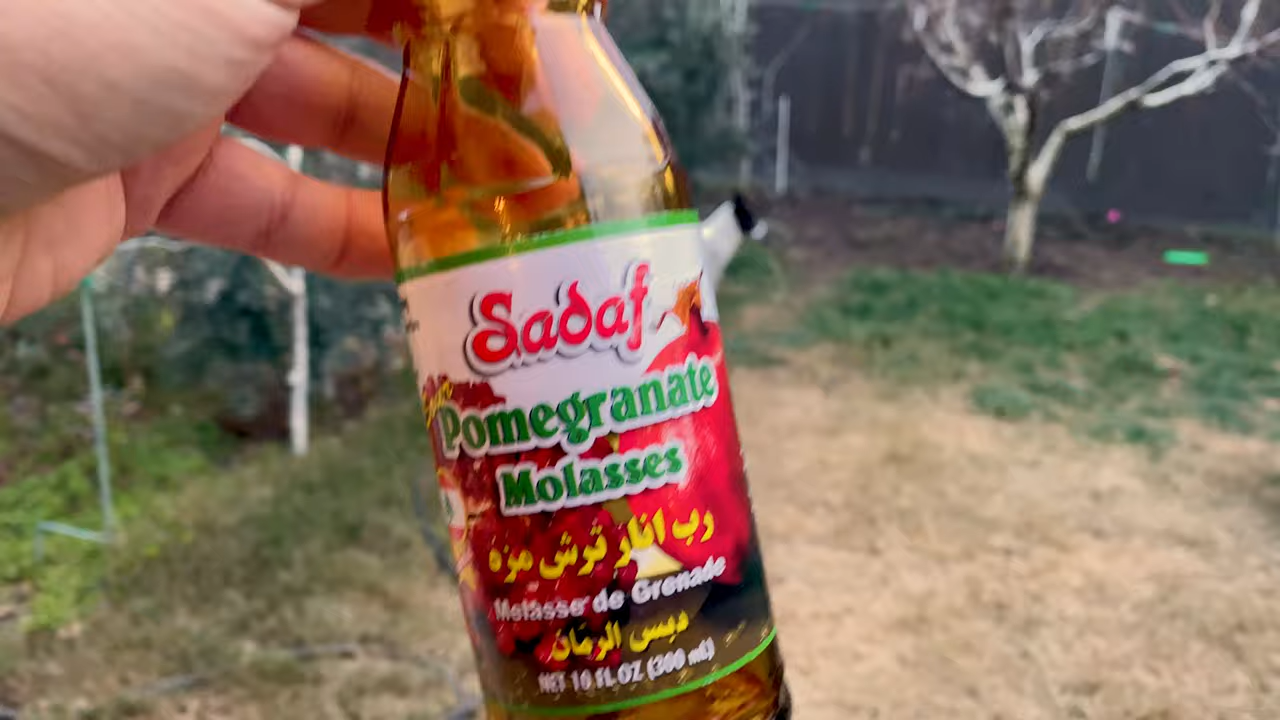 Sadaf
Pomegranate
Molasses
رب انار ترش مزه
Melasse de Grenade
دبس الرمان
NET 10 FL OZ (300 ml)